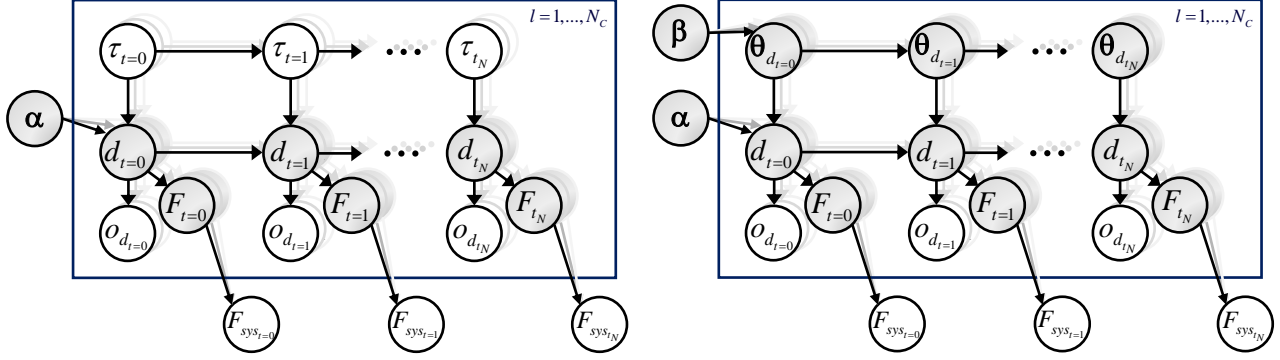 l = 1,...,N_C
τ_{t=0} τ_{t=1} τ_{t_N}
α
d_{t=0} d_{t=1} d_{t_N}
F_{t=0} F_{t=1} F_{t_N}
o_{d_{t=0}} o_{d_{t=1}} o_{d_{t_N}}
F_{sys_{t=0}} F_{sys_{t=1}} F_{sys_{t_N}}
l = 1,...,N_C
β
θ_{d_{t=0}} θ_{d_{t=1}} θ_{d_{t_N}}
α
d_{t=0} d_{t=1} d_{t_N}
F_{t=0} F_{t=1} F_{t_N}
o_{d_{t=0}} o_{d_{t=1}} o_{d_{t_N}}
F_{sys_{t=0}} F_{sys_{t=1}} F_{sys_{t_N}}